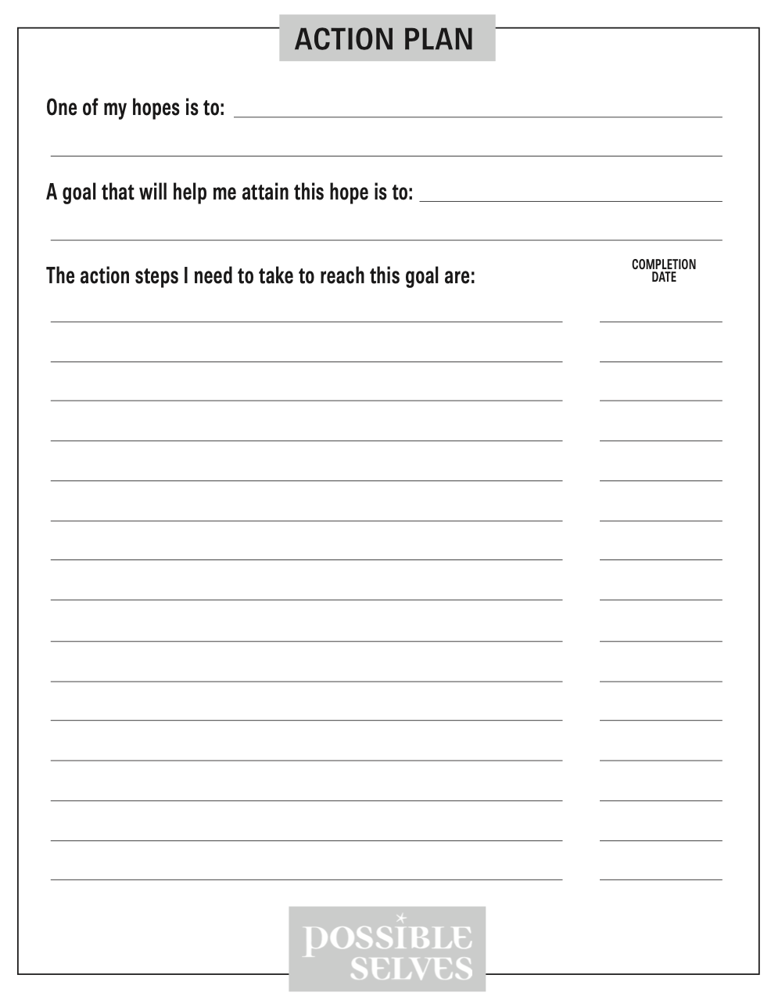 ACTION PLAN
One of my hopes is to:
A goal that will help me attain this hope is to:
The action steps I need to take to reach this goal are:
COMPLETION
DATE
POSSIBLE
SELVES